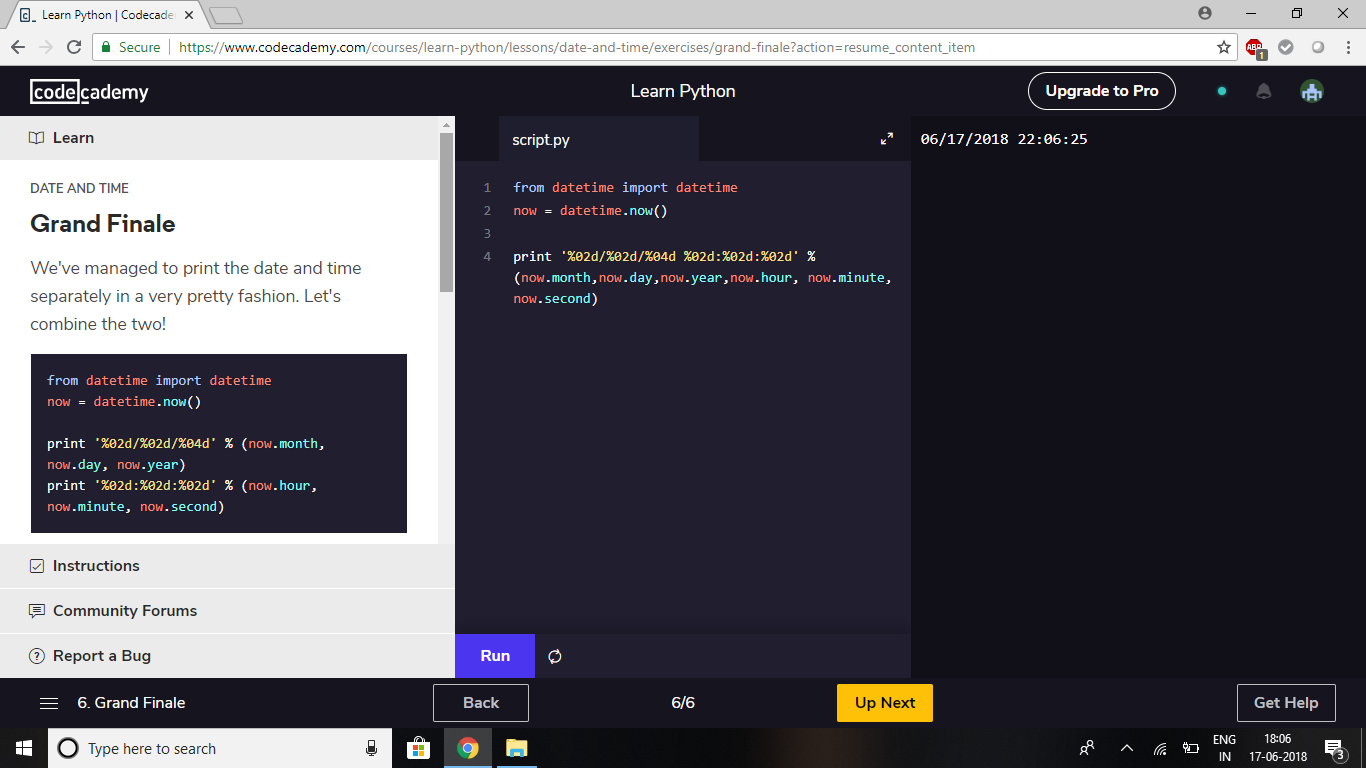 Learn Python | Codecade
Secure
https://www.codecademy.com/courses/learn-python/lessons/date-and-time/exercises/grand-finale?action=resume_content_item
ABP
1
codecademy
Learn Python
Upgrade to Pro
Learn
DATE AND TIME
Grand Finale
We've managed to print the date and time
separately in a very pretty fashion. Let's
combine the two!
from datetime import datetime
now = datetime.now()
print '%02d/%02d/%04d' % (now.month,
now.day, now.year)
print '%02d:%02d:%02d' % (now.hour,
now.minute, now.second)
Instructions
Community Forums
Report a Bug
script.py
1 from datetime import datetime
2 now = datetime.now()
3
4 print '%02d/%02d/%04d %02d:%02d:%02d' %
(now.month,now.day,now.year,now.hour, now.minute,
now.second)
Run
06/17/2018 22:06:25
6. Grand Finale
Back
6/6
Up Next
Get Help
Type here to search
ENG
IN
18:06
17-06-2018
3